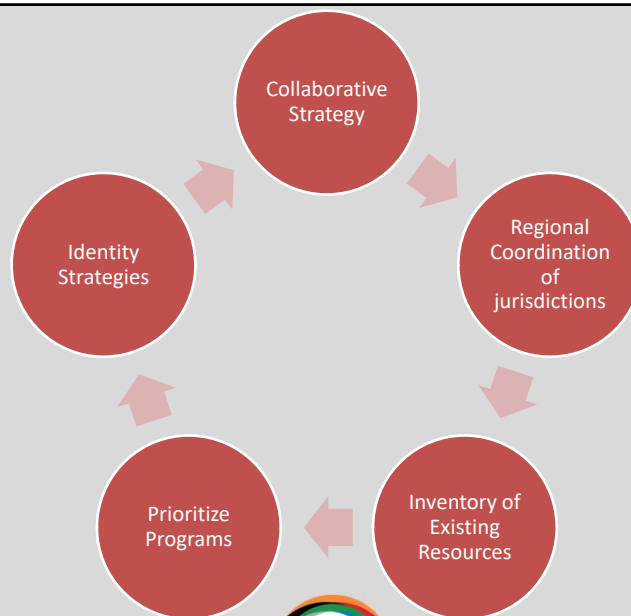 Collaborative
Strategy
Regional
Coordination
of
jurisdictions
Inventory of
Existing
Resources
Prioritize
Programs
Identity
Strategies